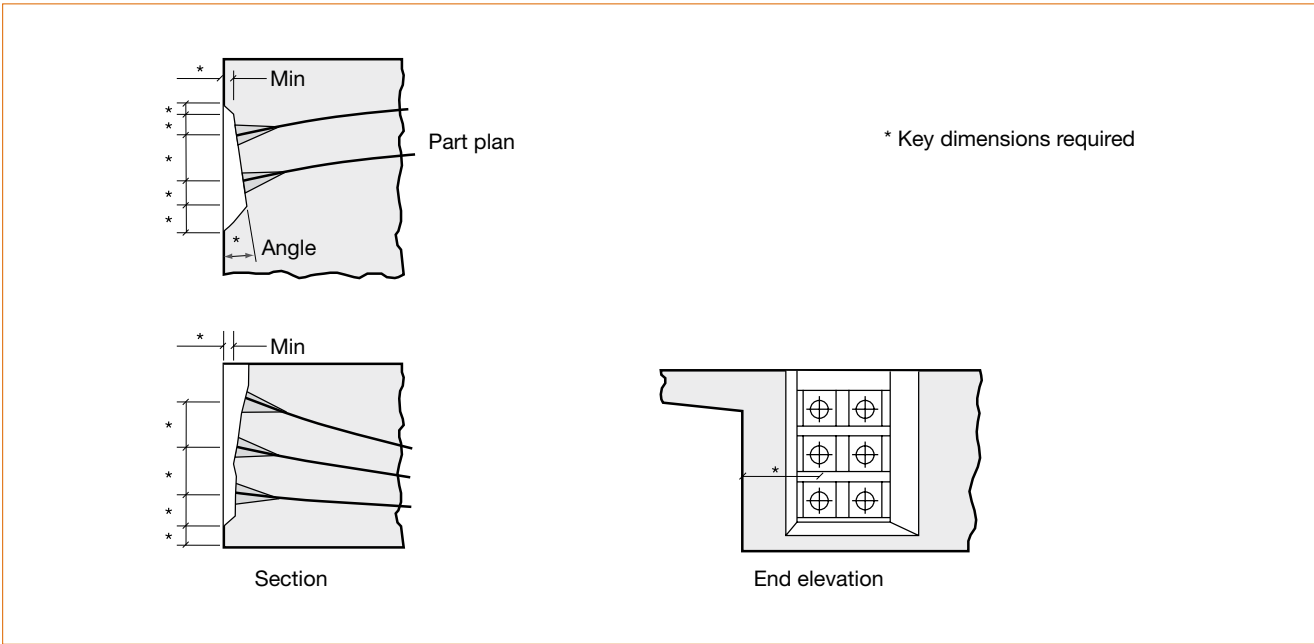 * Min
*
*
Part plan
* Key dimensions required
*
*
*
* Angle
* Min
*
*
*
*
*
Section
End elevation